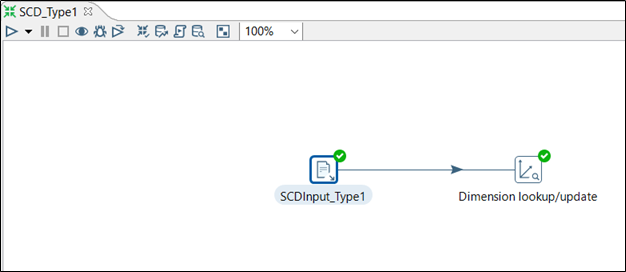 SCD_Type1
100%
SCDInput_Type1
Dimension lookup/update